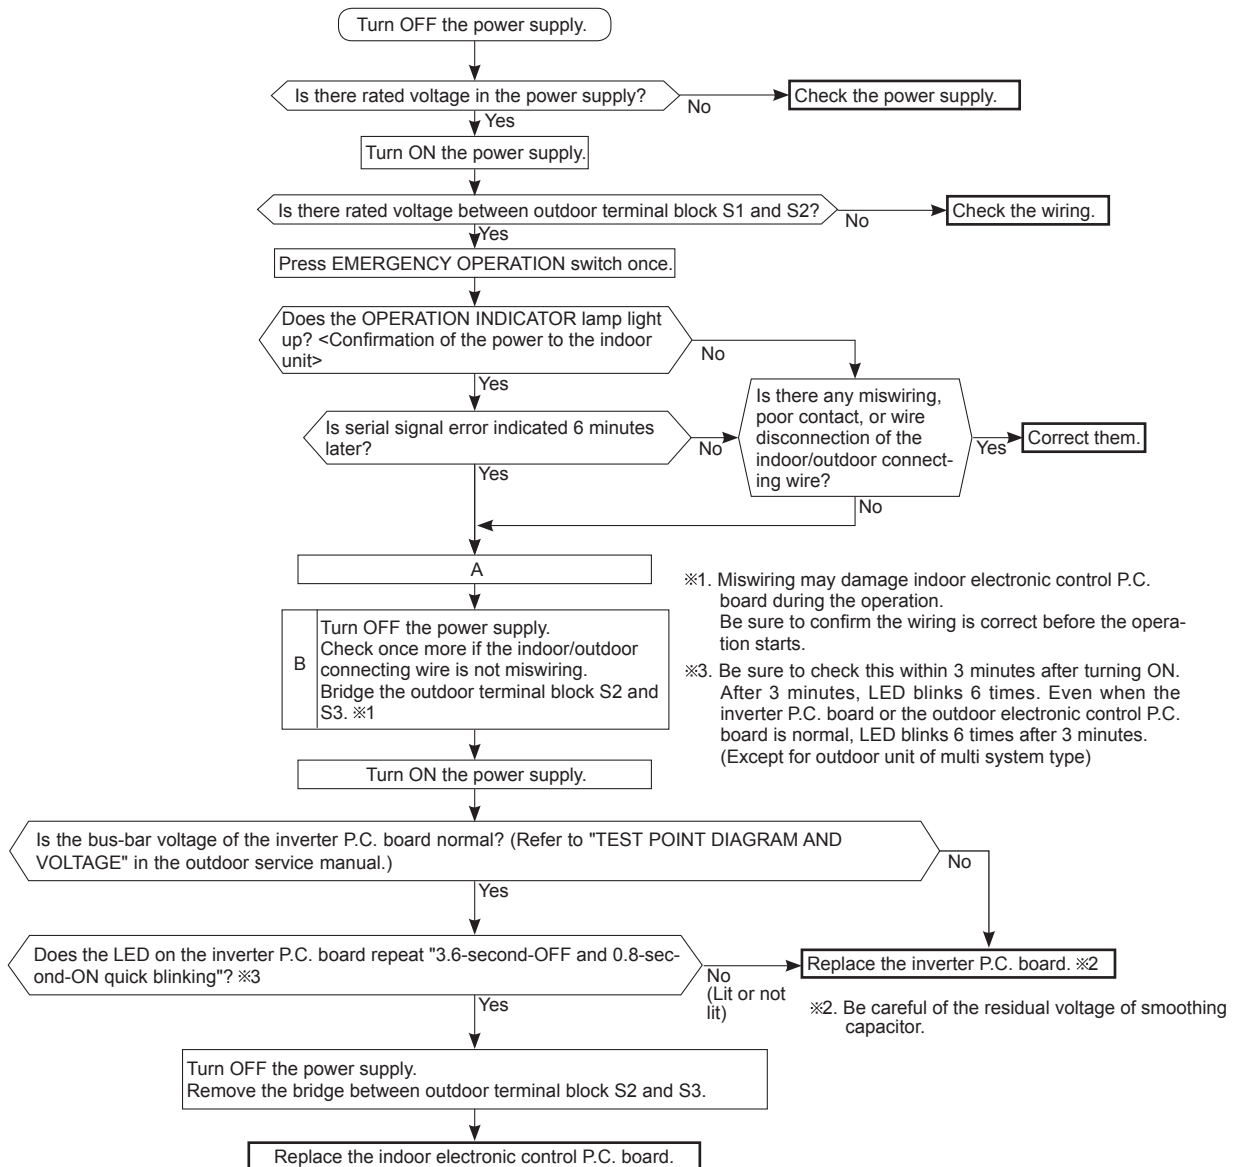 Turn OFF the power supply.
Is there rated voltage in the power supply?
No
Check the power supply.
Yes
Turn ON the power supply.
Is there rated voltage between outdoor terminal block S1 and S2?
No
Check the wiring.
Yes
Press EMERGENCY OPERATION switch once.
Does the OPERATION INDICATOR lamp light
up? <Confirmation of the power to the indoor
unit>
No
Yes
Is serial signal error indicated 6 minutes
later?
No
Yes
Is there any miswiring,
poor contact, or wire
disconnection of the
indoor/outdoor connect-
ing wire?
Yes
Correct them.
No
A
B
Turn OFF the power supply.
Check once more if the indoor/outdoor
connecting wire is not miswiring.
Bridge the outdoor terminal block S2 and
S3. ※1
※1. Miswiring may damage indoor electronic control P.C.
board during the operation.
Be sure to confirm the wiring is correct before the opera-
tion starts.
※3. Be sure to check this within 3 minutes after turning ON.
After 3 minutes, LED blinks 6 times. Even when the
inverter P.C. board or the outdoor electronic control P.C.
board is normal, LED blinks 6 times after 3 minutes.
(Except for outdoor unit of multi system type)
Turn ON the power supply.
Is the bus-bar voltage of the inverter P.C. board normal? (Refer to "TEST POINT DIAGRAM AND
VOLTAGE" in the outdoor service manual.)
No
Yes
Does the LED on the inverter P.C. board repeat "3.6-second-OFF and 0.8-sec-
ond-ON quick blinking"? ※3
No
(Lit or not
lit)
Replace the inverter P.C. board. ※2
※2. Be careful of the residual voltage of smoothing
capacitor.
Yes
Turn OFF the power supply.
Remove the bridge between outdoor terminal block S2 and S3.
Replace the indoor electronic control P.C. board.